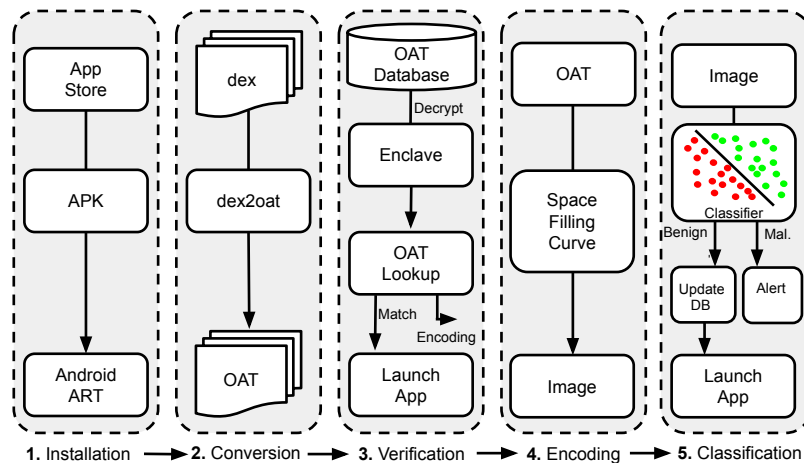 App
Store
APK
Android
ART
1. Installation
dex
dex2oat
OAT
2. Conversion
OAT
Database
Decrypt
Enclave
OAT
Lookup
Match
Encoding
Launch
App
3. Verification
OAT
Space
Filling
Curve
Image
4. Encoding
Image
Classifier
Benign
Mal.
Update
DB
Alert
Launch
App
5. Classification